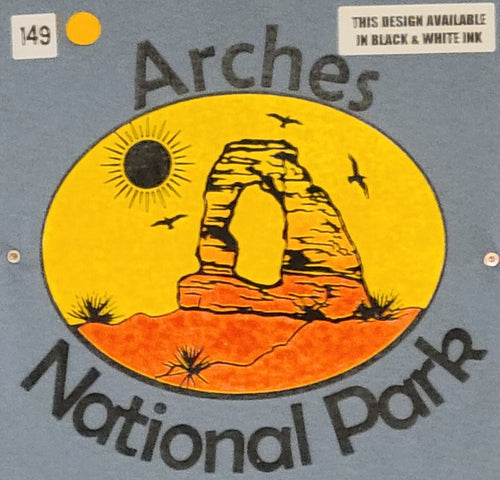 149
THIS DESIGN AVAILABLE
IN BLACK & WHITE INK
Arches
National Park